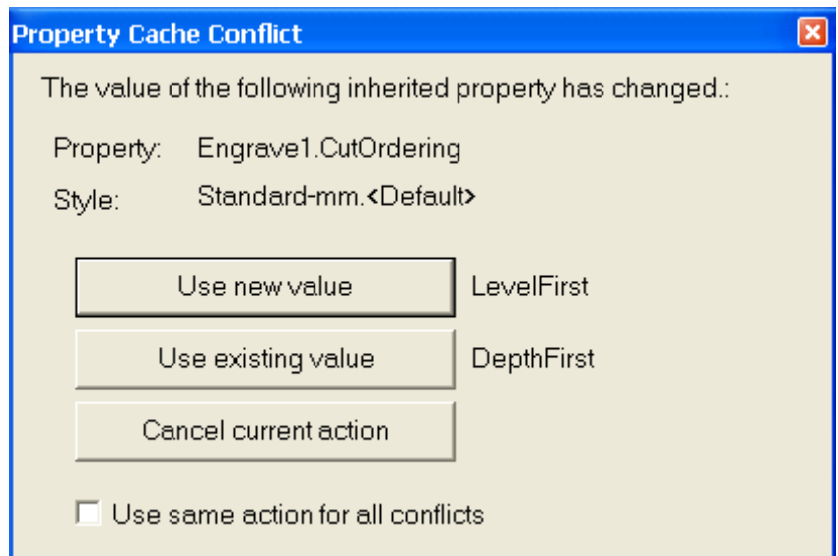 Property Cache Conflict
The value of the following inherited property has changed.:
Property: Engrave1.CutOrdering
Style: Standard-mm.<Default>
Use new value LevelFirst
Use existing value DepthFirst
Cancel current action
Use same action for all conflicts